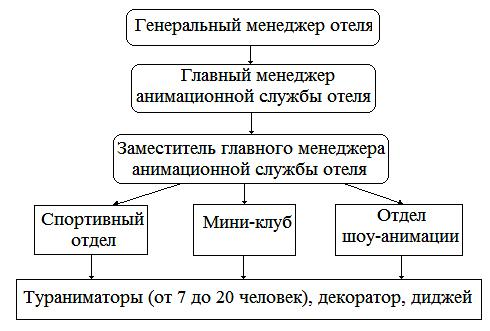 Генеральный менеджер отеля
Главный менеджер
анимационной службы отеля
Заместитель главного менеджера
анимационной службы отеля
Спортивный
отдел
Мини-клуб
Отдел
шоу-анимации
Тураниматоры (от 7 до 20 человек), декоратор, диджей